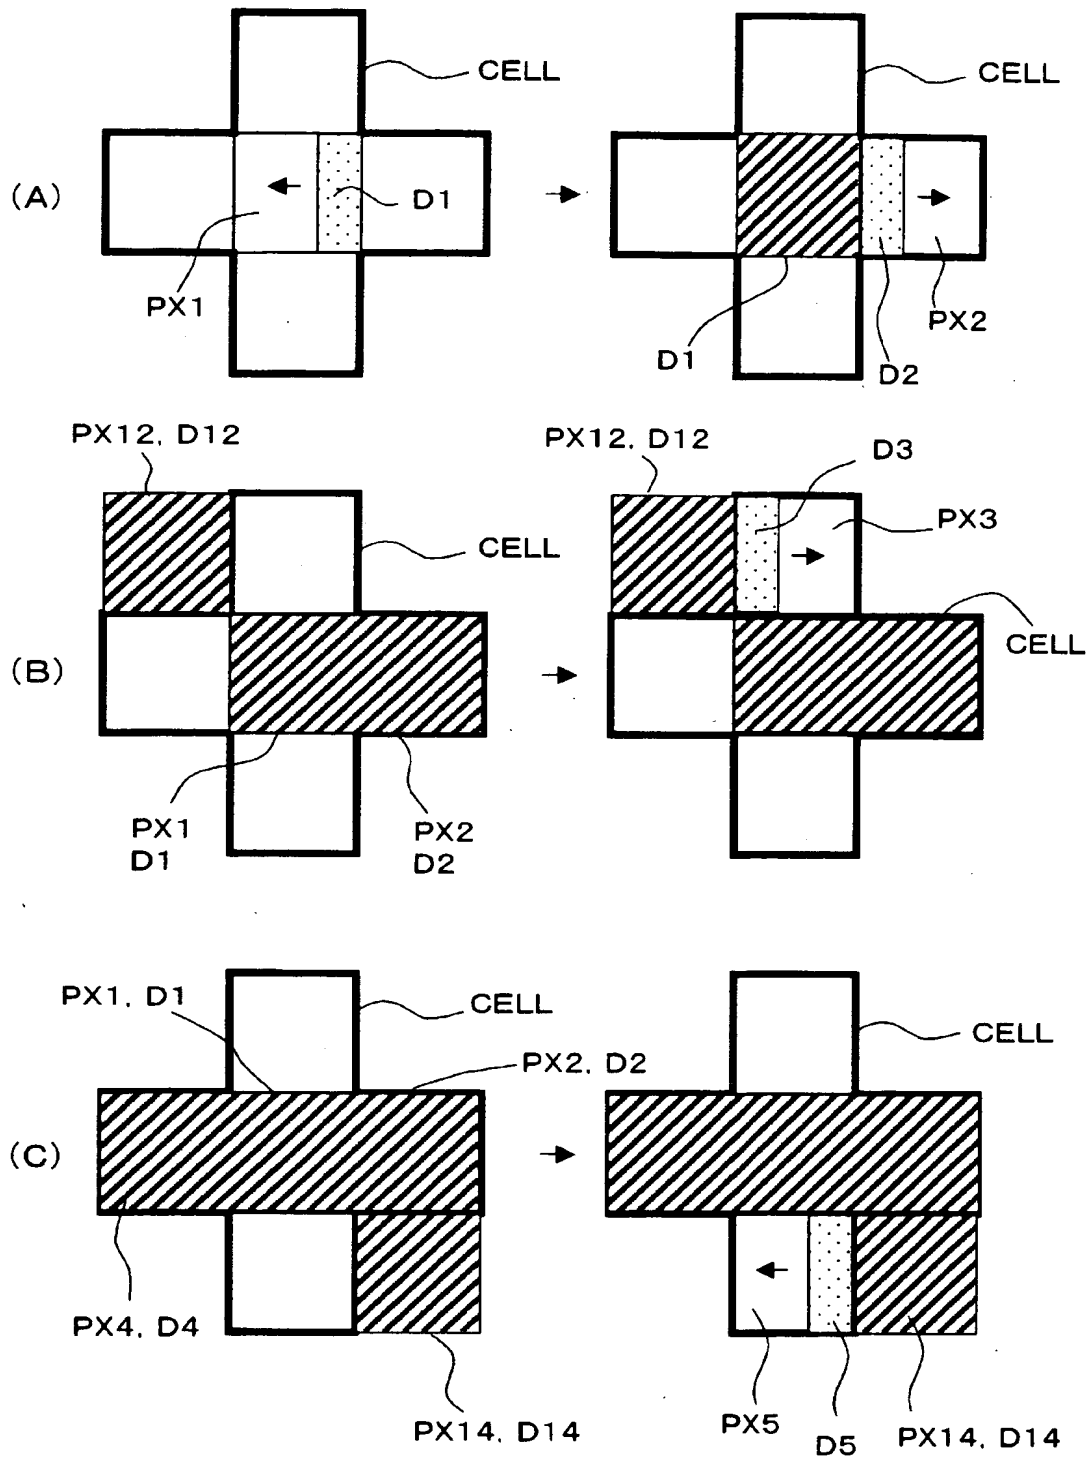 CELL
CELL
(A)
D1
PX1
PX2
D1
D2
PX12, D12
PX12, D12
D3
PX3
CELL
CELL
(B)
PX1
D1
PX2
D2
PX1, D1
CELL
CELL
PX2, D2
(C)
PX4, D4
PX14, D14
PX5
D5
PX14, D14